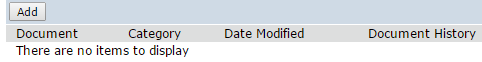 Add
Document Category Date Modified Document History
There are no items to display